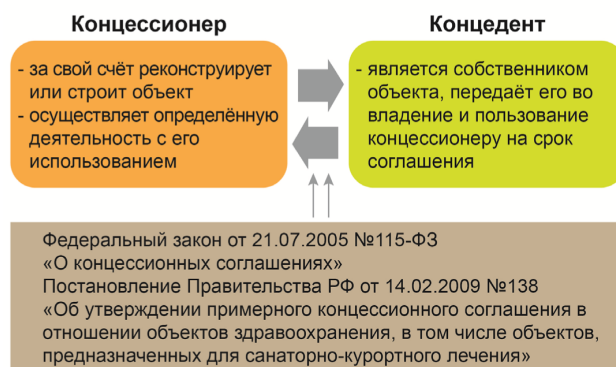 Концессионер
- за свой счёт реконструирует
или строит объект
- осуществляет определённую
деятельность с его
использованием
Концедент
- является собственником
объекта, передаёт его во
владение и пользование
концессионеру на срок
соглашения
Федеральный закон от 21.07.2005 №115-ФЗ
«О концессионных соглашениях»
Постановление Правительства РФ от 14.02.2009 №138
«Об утверждении примерного концессионного соглашения в
отношении объектов здравоохранения, в том числе объектов,
предназначенных для санаторно-курортного лечения»